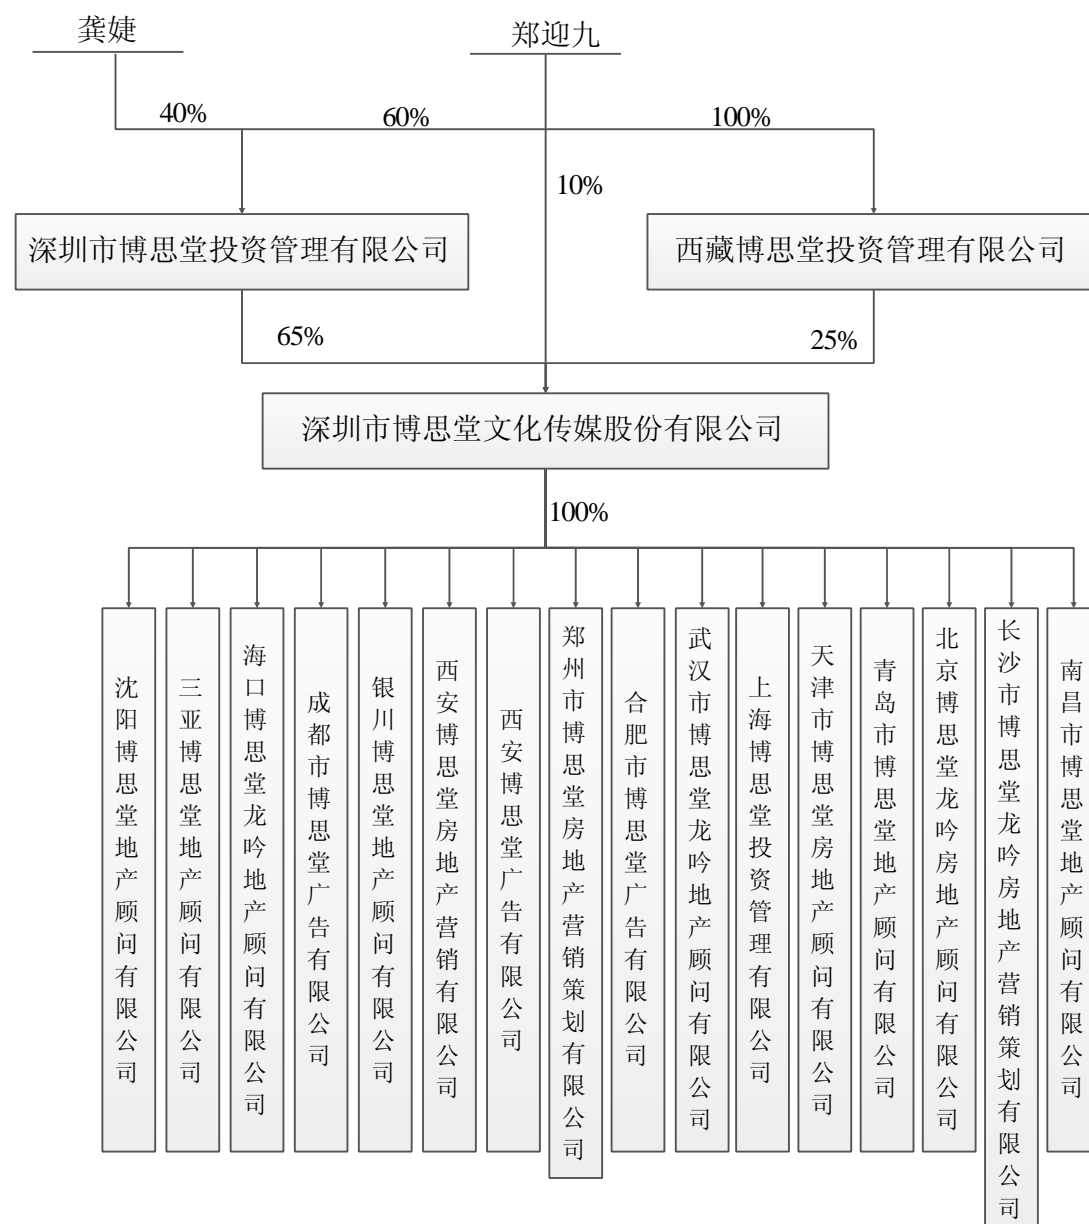 龚婕
郑迎九
40%
60%
100%
10%
深圳市博思堂投资管理有限公司
西藏博思堂投资管理有限公司
65%
25%
深圳市博思堂文化传媒股份有限公司
100%
沈阳博思堂地产顾问有限公司
三亚博思堂地产顾问有限公司
海口博思堂龙吟地产顾问有限公司
成都市博思堂广告有限公司
银川博思堂地产顾问有限公司
西安博思堂房地产营销有限公司
西安博思堂广告有限公司
郑州市博思堂房地产营销策划有限公司
合肥市博思堂广告有限公司
武汉市博思堂龙吟地产顾问有限公司
上海博思堂投资管理有限公司
天津市博思堂房地产顾问有限公司
青岛市博思堂地产顾问有限公司
北京博思堂龙吟房地产顾问有限公司
长沙市博思堂龙吟房地产营销策划有限公司
南昌市博思堂地产顾问有限公司